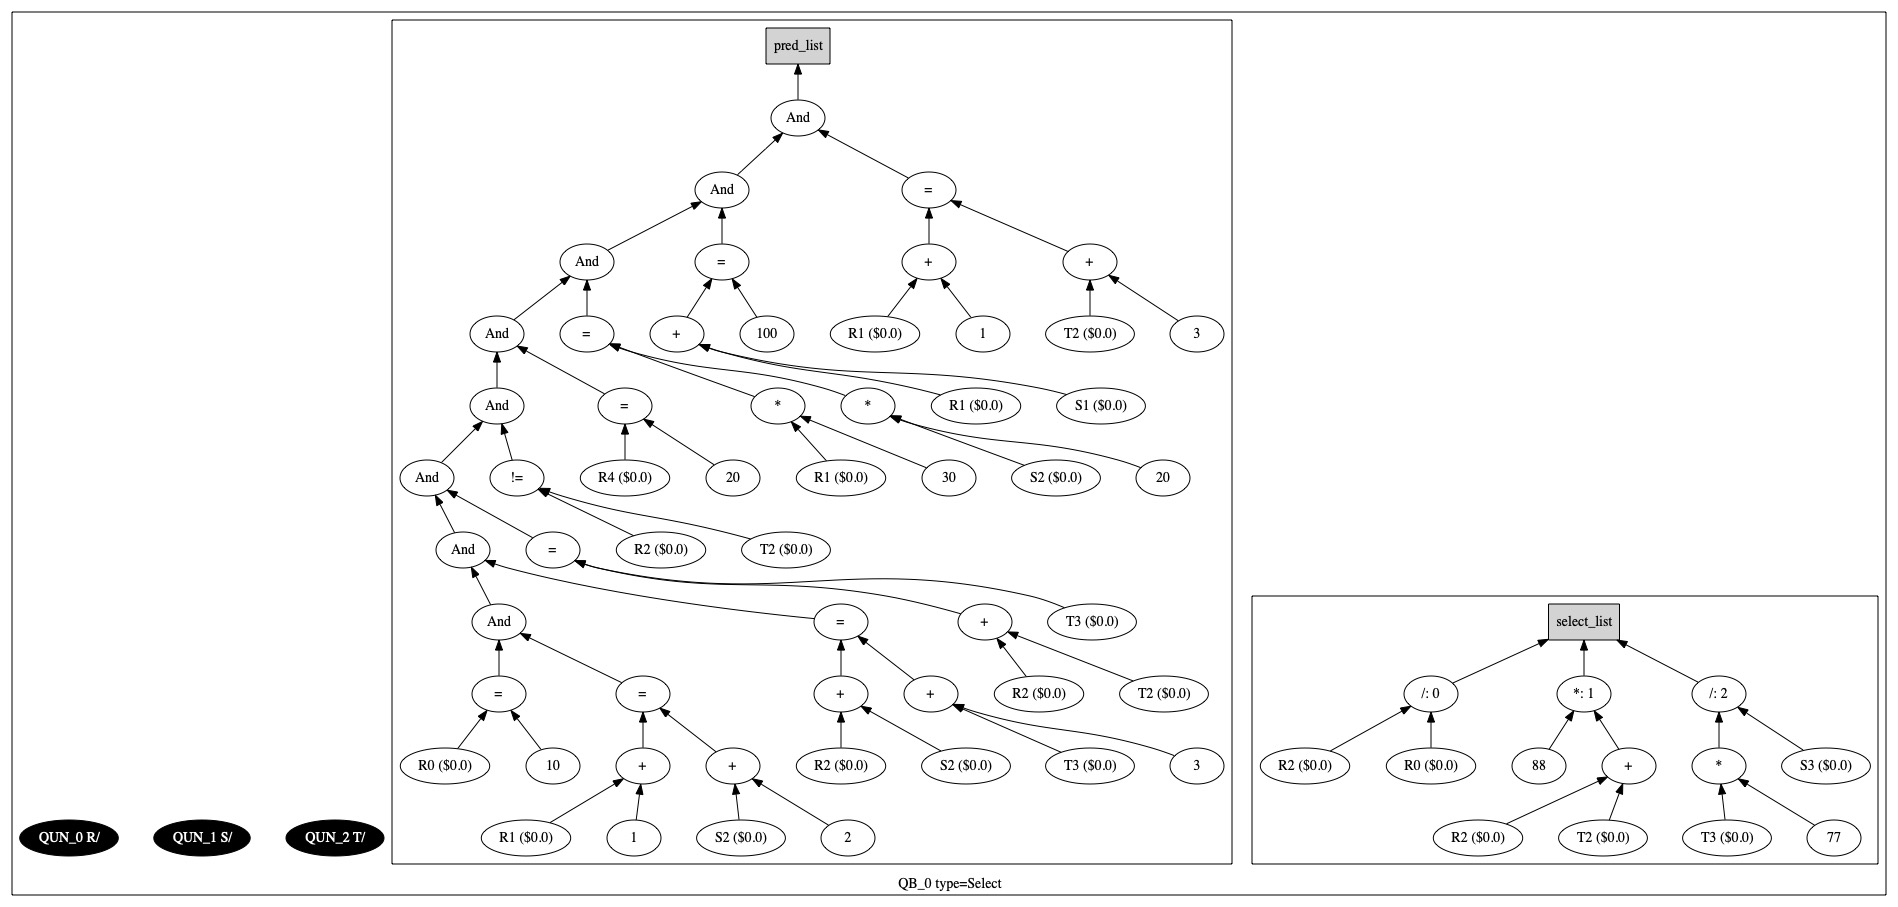 pred_list
And
And
=
And
=
+
+
And
=
+
100
R1 ($0.0)
1
T2 ($0.0)
3
And
=
*
*
R1 ($0.0)
S1 ($0.0)
And
!=
R4 ($0.0)
20
R1 ($0.0)
30
S2 ($0.0)
20
And
=
R2 ($0.0)
T2 ($0.0)
And
=
+
T3 ($0.0)
select_list
=
=
+
+
R2 ($0.0)
T2 ($0.0)
/: 0
*: 1
/: 2
R0 ($0.0)
10
+
+
R2 ($0.0)
S2 ($0.0)
T3 ($0.0)
3
R2 ($0.0)
R0 ($0.0)
88
+
*
S3 ($0.0)
QUN_0 R/
QUN_1 S/
QUN_2 T/
R1 ($0.0)
1
S2 ($0.0)
2
R2 ($0.0)
T2 ($0.0)
T3 ($0.0)
77
QB_0 type=Select